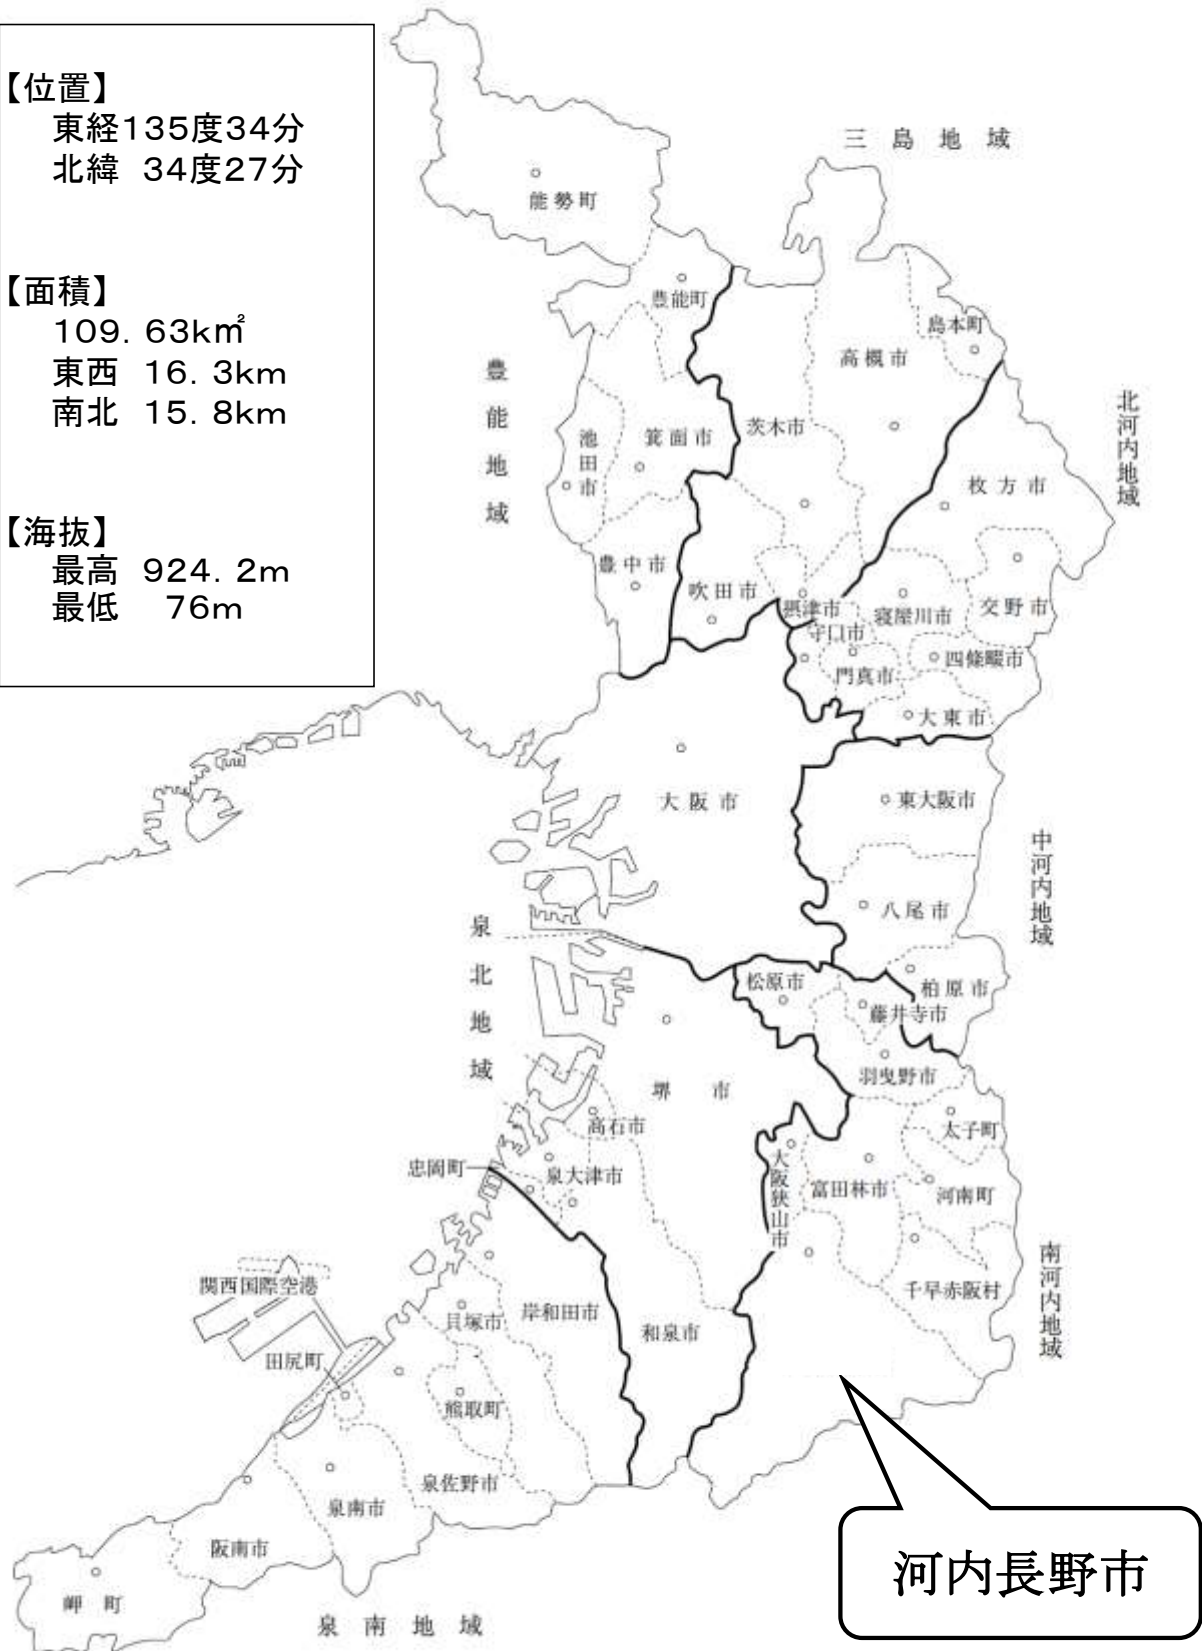 【位置】
東経135度34分
北緯 34度27分
【面積】
109．63k㎡
東西 16．3km
南北 15．8km
【海抜】
最高 924．2m
最低 76m
三島地域
能勢町
豊能町
島本町
高槻市
豊能地域
北河内地域
茨木市
箕面市
池田市
枚方市
豊中市
吹田市
摂津市
寝屋川市
交野市
守口市
四條畷市
門真市
大東市
大阪市
東大阪市
中河内地域
八尾市
泉北地域
松原市
柏原市
藤井寺市
羽曳野市
堺市
高石市
太子町
忠岡町
泉大津市
大阪狭山市
富田林市
河南町
南河内地域
関西国際空港
千早赤阪村
貝塚市
岸和田市
和泉市
田尻町
熊取町
泉佐野市
泉南市
阪南市
河内長野市
岬町
泉南地域